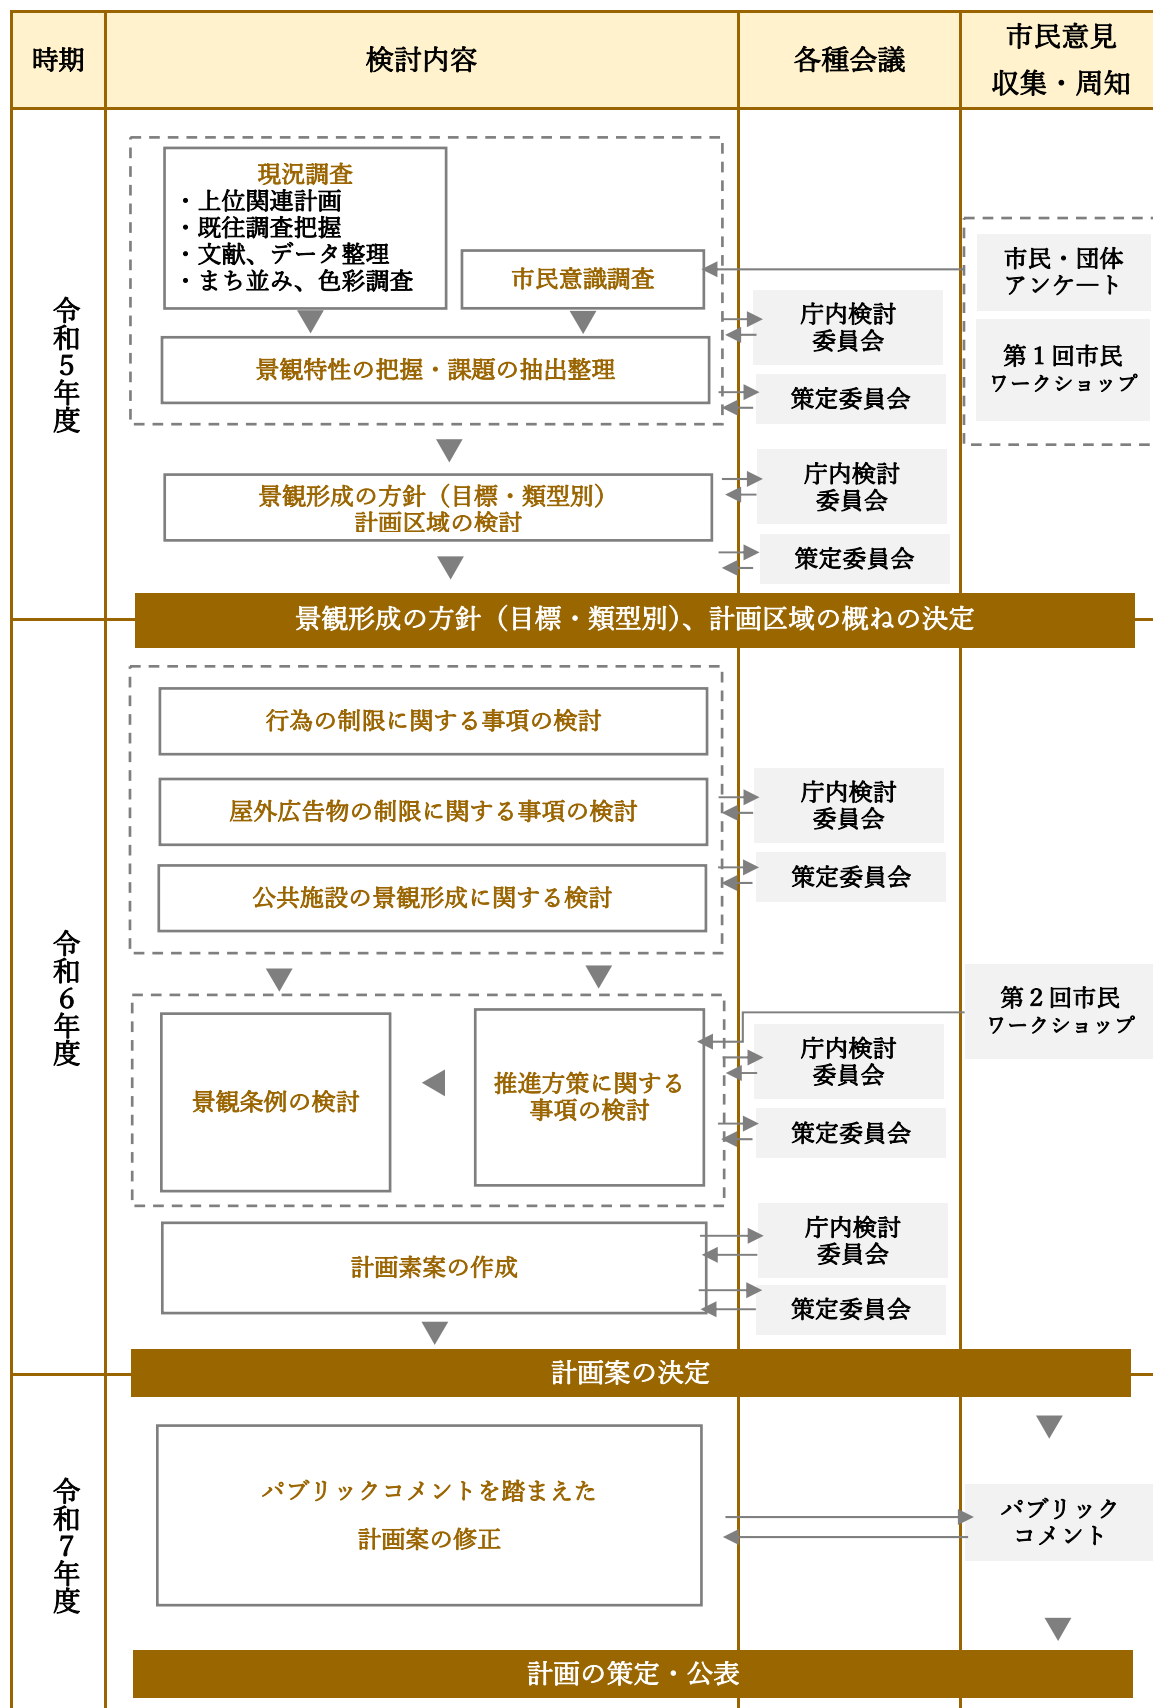 時期
検討内容
各種会議
市民意見
収集・周知
令和５年度
現況調査
・上位関連計画
・既往調査把握
・文献、データ整理
・まち並み、色彩調査
市民意識調査
景観特性の把握・課題の抽出整理
庁内検討
委員会
策定委員会
市民・団体
アンケート
第１回市民
ワークショップ
景観形成の方針（目標・類型別）
計画区域の検討
庁内検討
委員会
策定委員会
景観形成の方針（目標・類型別）、計画区域の概ねの決定
令和６年度
行為の制限に関する事項の検討
屋外広告物の制限に関する事項の検討
公共施設の景観形成に関する検討
庁内検討
委員会
策定委員会
景観条例の検討
推進方策に関する
事項の検討
庁内検討
委員会
策定委員会
第２回市民
ワークショップ
計画素案の作成
庁内検討
委員会
策定委員会
計画案の決定
令和７年度
パブリックコメントを踏まえた
計画案の修正
パブリック
コメント
計画の策定・公表